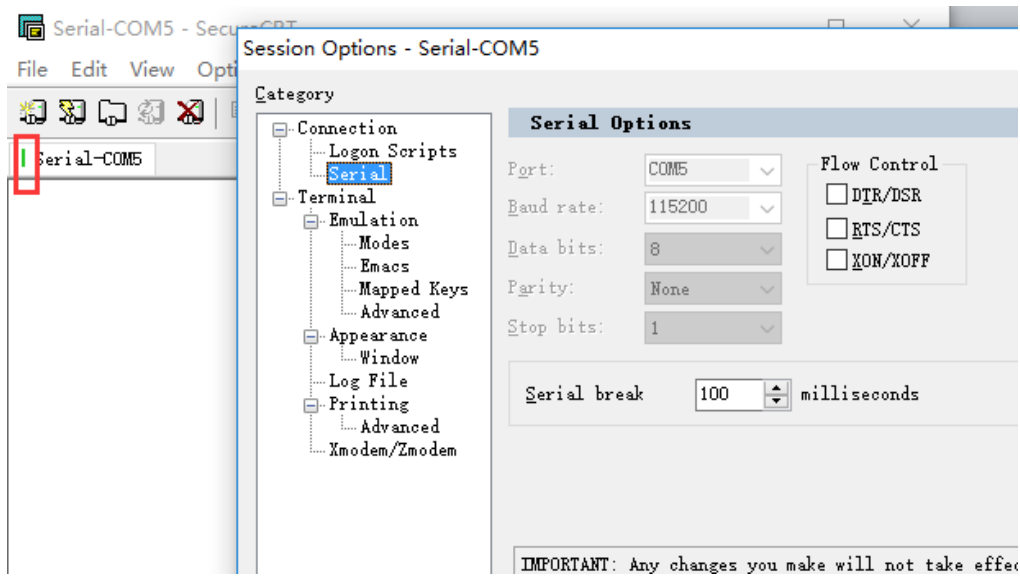 Serial-COM5 - SecureCRT
Session Options - Serial-COM5
File Edit View Opti
Category
Connection
Logon Scripts
Serial
Terminal
Emulation
Modes
Emacs
Mapped Keys
Advanced
Appearance
Window
Log File
Printing
Advanced
Xmodem/Zmodem
Serial-COM5
Serial Options
Port: COM5
Baud rate: 115200
Data bits: 8
Parity: None
Stop bits: 1
Flow Control
DTR/DSR
RTS/CTS
XON/XOFF
Serial break 100 milliseconds
IMPORTANT: Any changes you make will not take effec